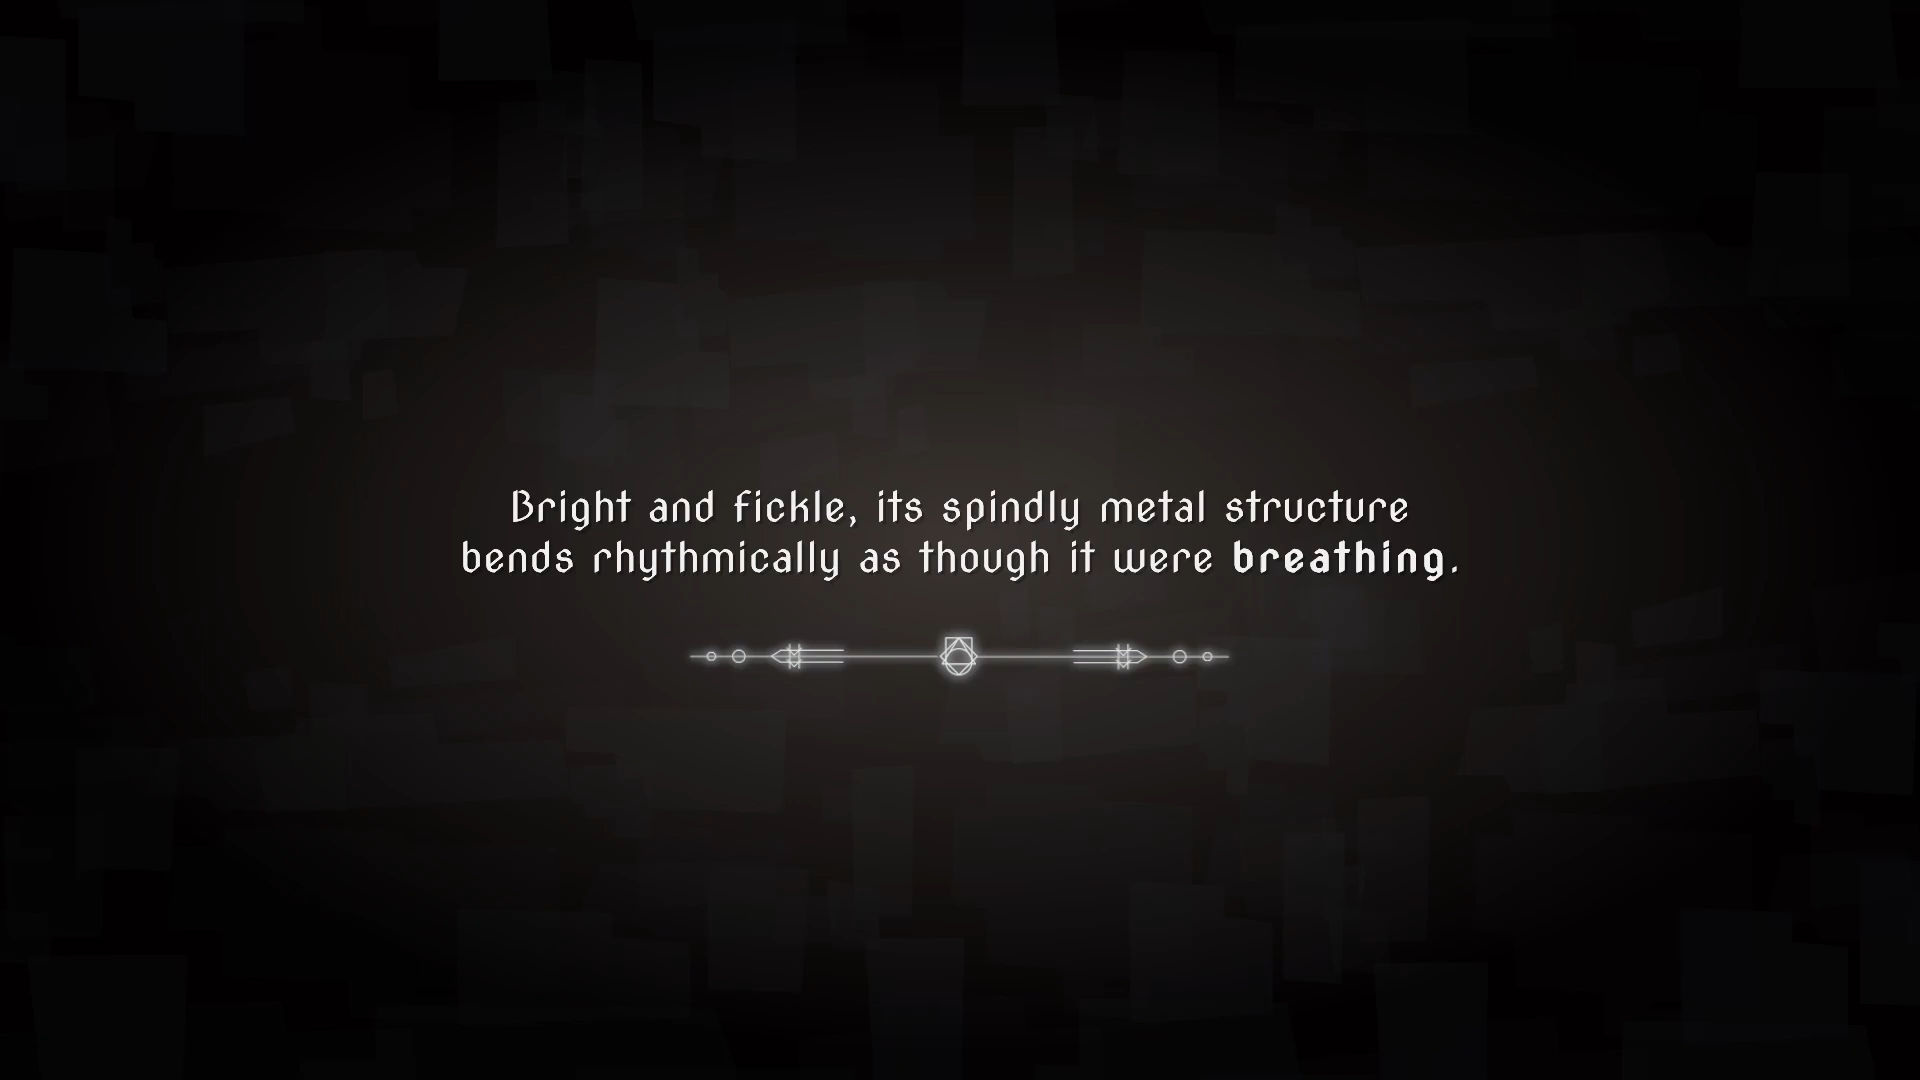 Bright and fickle, its spindly metal structure
bends rhythmically as though it were breathing.